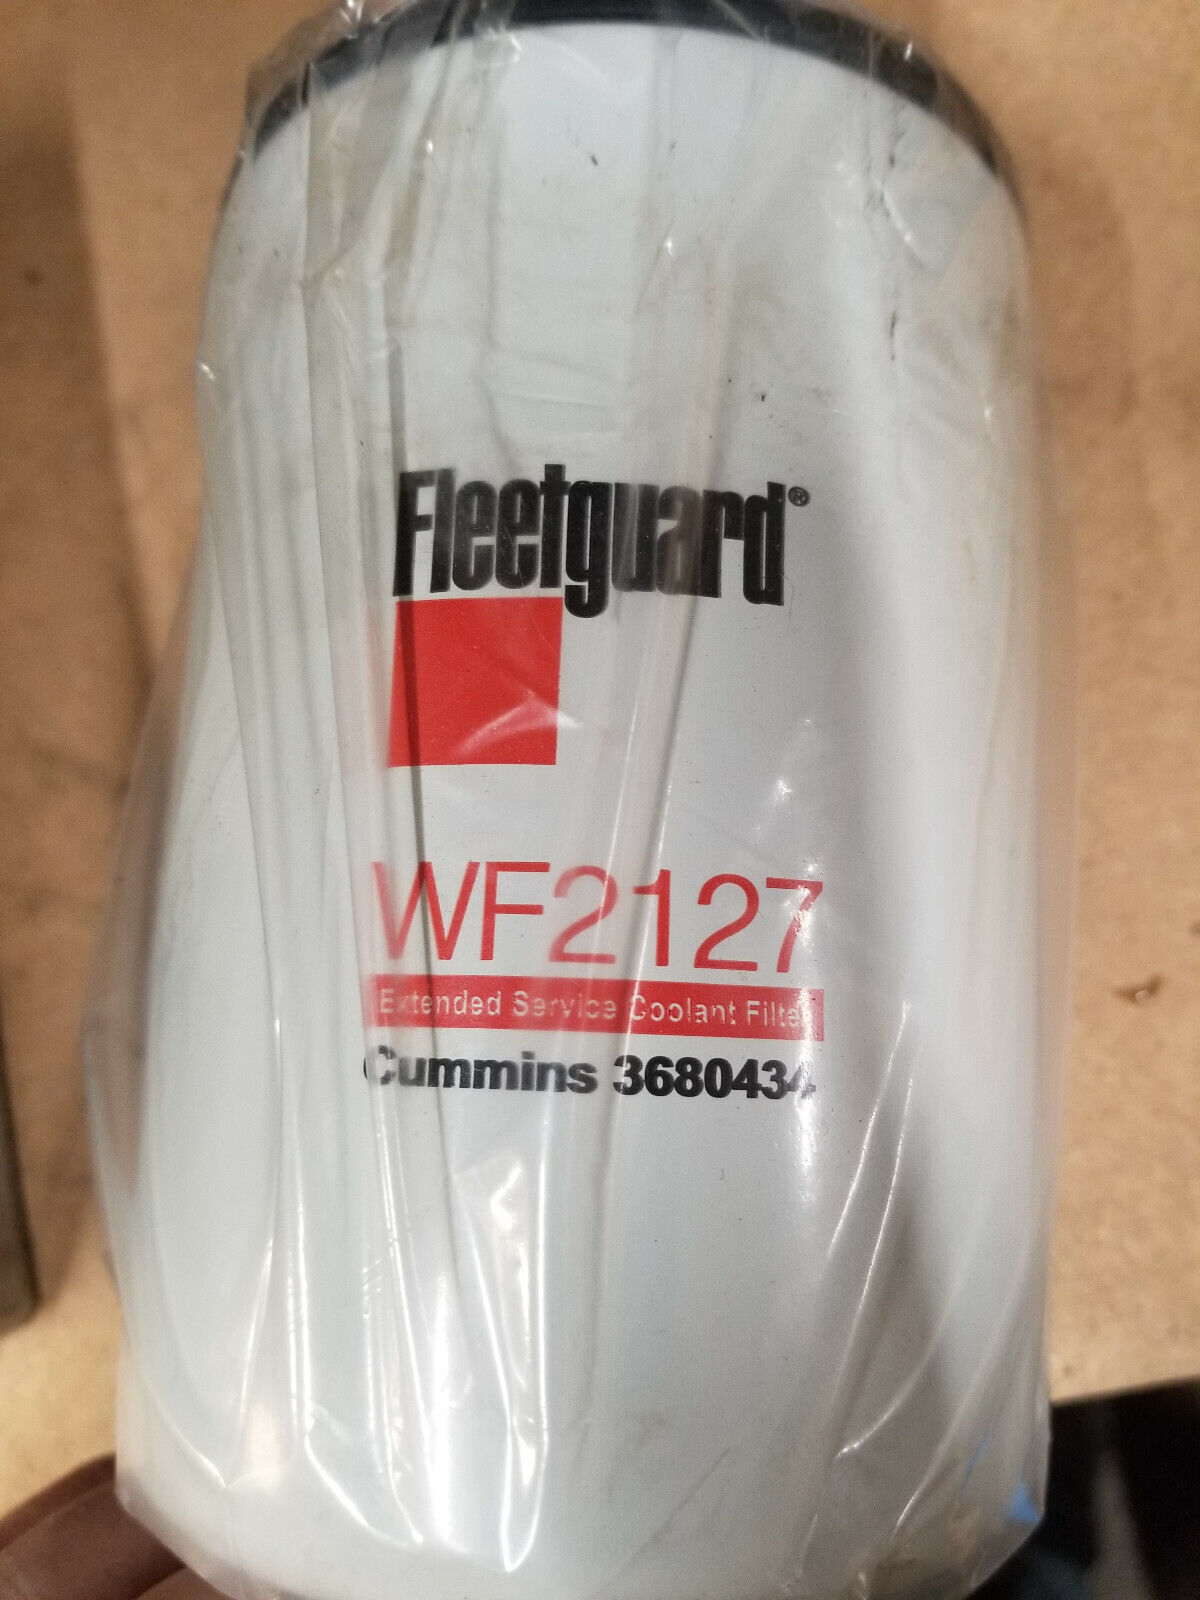 Fleetguard®
WF2127
Extended Service Coolant Filter
Cummins 3680434